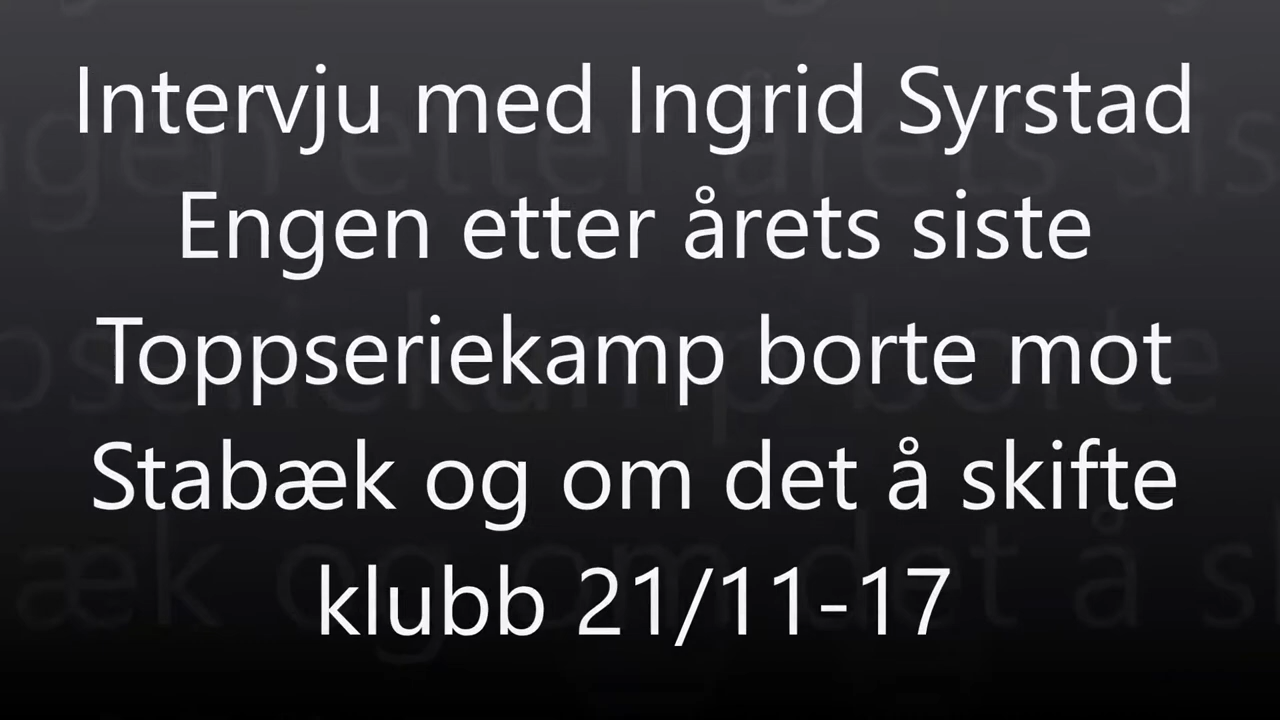 Intervju med Ingrid Syrstad
Engen etter årets siste
Toppseriekamp borte mot
Stabæk og om det å skifte
klubb 21/11-17